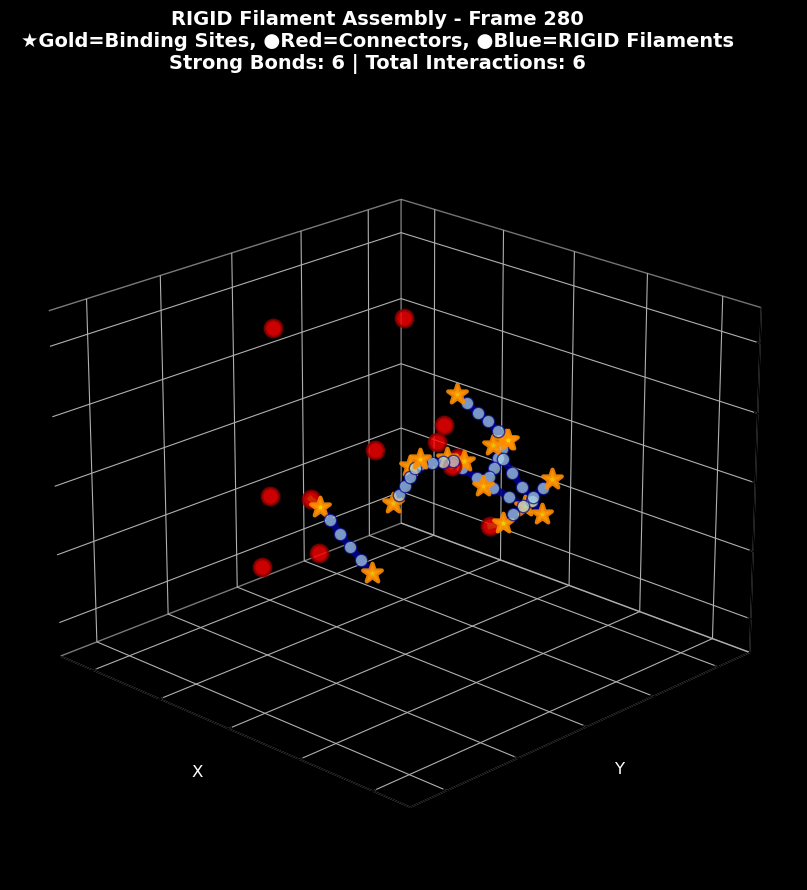 RIGID Filament Assembly - Frame 280
★Gold=Binding Sites, ●Red=Connectors, ●Blue=RIGID Filaments
Strong Bonds: 6 | Total Interactions: 6
X
Y